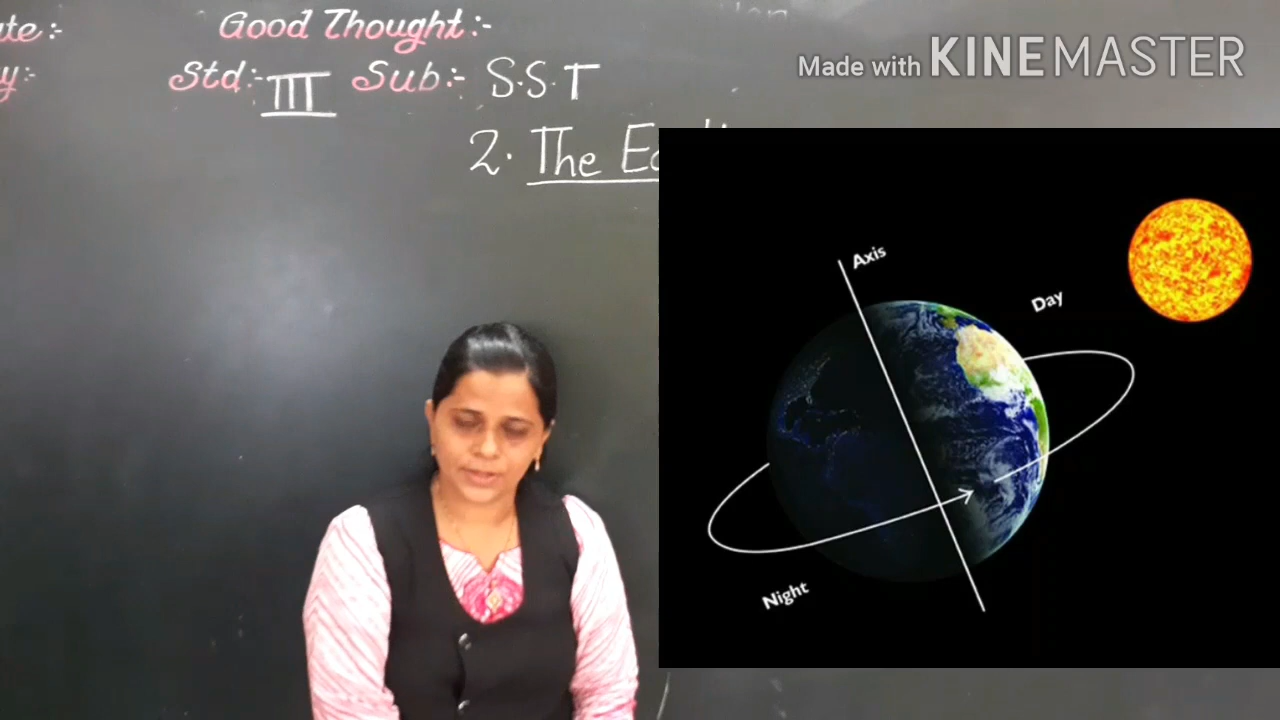 Good Thought:-
Made with KINEMASTER
Std:- III Sub:- S.S.T
2. The
Axis
Day
Night